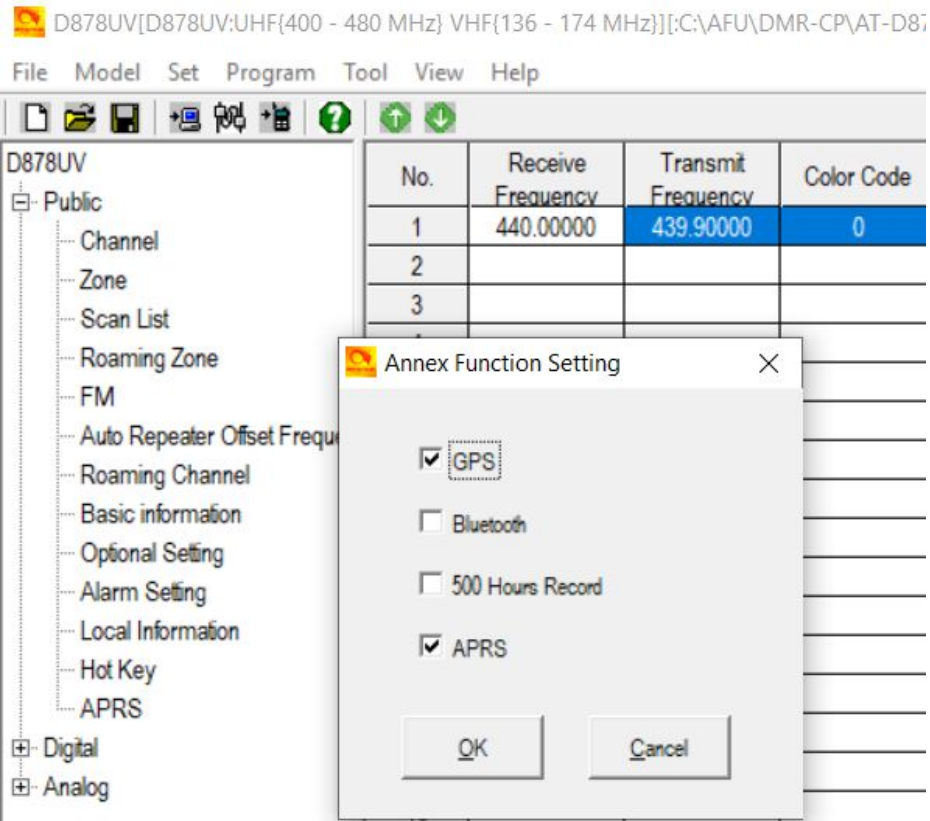 D878UV[D878UV:UHF{400 - 480 MHz} VHF{136 - 174 MHz}][:C:\AFU\DMR-CP\AT-D87
File Model Set Program Tool View Help
D878UV
Public
Channel
Zone
Scan List
Roaming Zone
FM
Auto Repeater Offset Freque
Roaming Channel
Basic information
Optional Setting
Alarm Setting
Local Information
Hot Key
APRS
Digital
Analog
No. Receive Frequency Transmit Frequency Color Code
1 440.00000 439.90000 0
2
3
Annex Function Setting
GPS
Bluetooth
500 Hours Record
APRS
OK Cancel